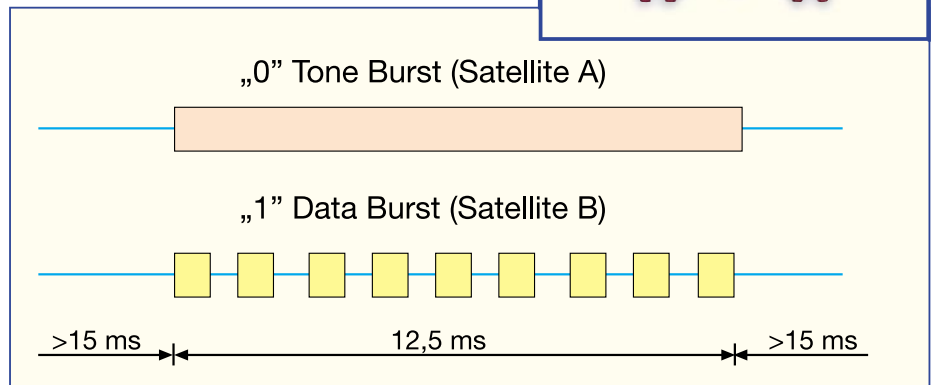 „0” Tone Burst (Satellite A)
„1” Data Burst (Satellite B)
>15 ms 12,5 ms >15 ms